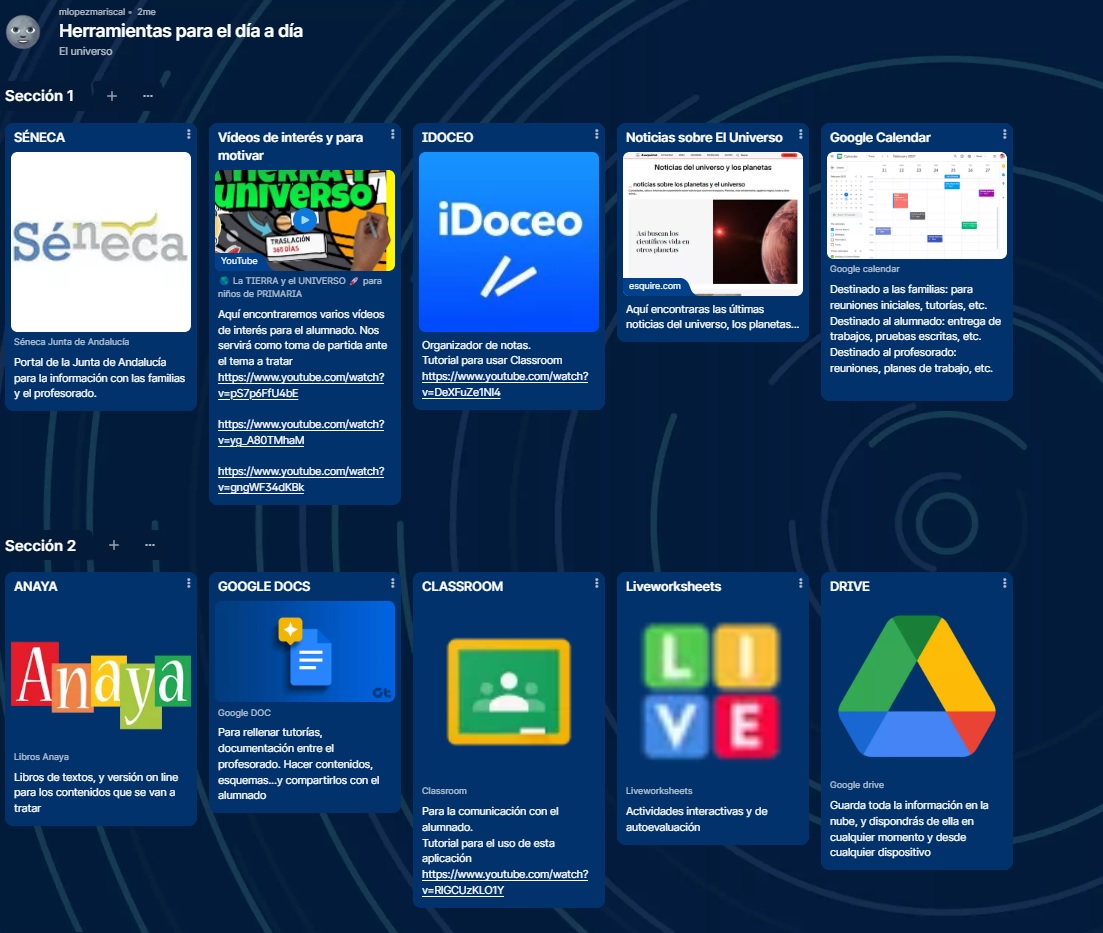 mlopezmariscal • 2me
Herramientas para el día a día
El universo
Sección 1
SÉNECA
Séneca
Séneca Junta de Andalucía
Portal de la Junta de Andalucía
para la información con las familias
y el profesorado.
Vídeos de interés y para
motivar
TIERRA y el
universo
TRASLACIÓN
365 DÍAS
YouTube
La TIERRA y el UNIVERSO 🚀 para
niños de PRIMARIA
Aquí encontraremos varios vídeos
de interés para el alumnado. Nos
servirá como toma de partida ante
el tema a tratar
https://www.youtube.com/watch?
v=pS7p6FfU4bE
https://www.youtube.com/watch?
v=yg_A80TMhaM
https://www.youtube.com/watch?
v=gngWF34dKBk
IDOCEO
iDoceo
Organizador de notas.
Tutorial para usar Classroom
https://www.youtube.com/watch?
v=DeXFuZe1NI4
Noticias sobre El Universo
Noticias del universo y los planetas
noticias sobre los planetas y el universo
Así buscan los
científicos vida en
otros planetas
esquire.com
Aquí encontraras las últimas
noticias del universo, los planetas...
Google Calendar
Google calendar
Destinado a las familias: para
reuniones iniciales, tutorías, etc.
Destinado al alumnado: entrega de
trabajos, pruebas escritas, etc.
Destinado al profesorado:
reuniones, planes de trabajo, etc.
Sección 2
ANAYA
Anaya
Libros Anaya
Libros de textos, y versión on line
para los contenidos que se van a
tratar
GOOGLE DOCS
Gt
Google DOC
Para rellenar tutorías,
documentación entre el
profesorado. Hacer contenidos,
esquemas...y compartirlos con el
alumnado
CLASSROOM
Classroom
Para la comunicación con el
alumnado.
Tutorial para el uso de esta
aplicación
https://www.youtube.com/watch?
v=RlGCUzKLO1Y
Liveworksheets
LIVE
Liveworksheets
Actividades interactivas y de
autoevaluación
DRIVE
Google drive
Guarda toda la información en la
nube, y dispondrás de ella en
cualquier momento y desde
cualquier dispositivo